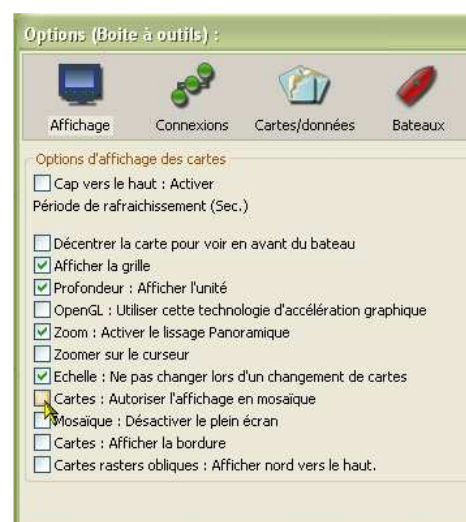 Options (Boite à outils) :
Affichage Connexions Cartes/données Bateaux
Options d'affichage des cartes
Cap vers le haut : Activer
Période de rafraichissement (Sec.)
Décentrer la carte pour voir en avant du bateau
Afficher la grille
Profondeur : Afficher l'unité
OpenGL : Utiliser cette technologie d'accélération graphique
Zoom : Activer le lissage Panoramique
Zoomer sur le curseur
Echelle : Ne pas changer lors d'un changement de cartes
Cartes : Autoriser l'affichage en mosaïque
Mosaïque : Désactiver le plein écran
Cartes : Afficher la bordure
Cartes rasters obliques : Afficher nord vers le haut.